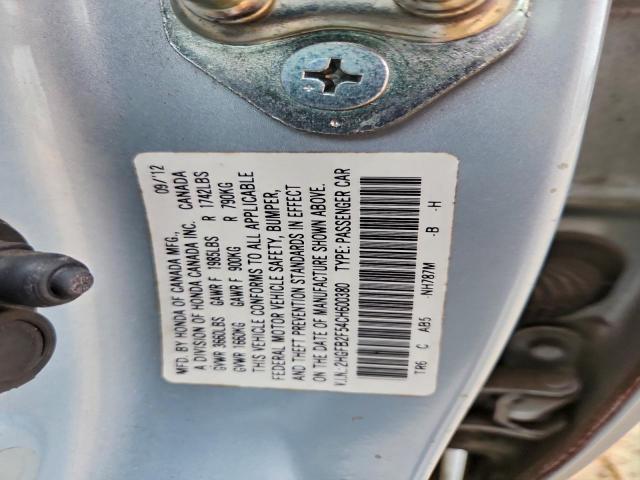 MFD. BY HONDA OF CANADA MFG., 09/12
A DIVISION OF HONDA CANADA INC. CANADA
GVWR 3660LBS GAWR F 1985LBS R 1742LBS
GVWR 1660KG GAWR F 900KG R 790KG
THIS VEHICLE CONFORMS TO ALL APPLICABLE
FEDERAL MOTOR VEHICLE SAFETY, BUMPER,
AND THEFT PREVENTION STANDARDS IN EFFECT
ON THE DATE OF MANUFACTURE SHOWN ABOVE.
V.I.N.: 2HGFB2F54CH600380 TYPE: PASSENGER CAR
TR6 C AB5 NH787M -B -H